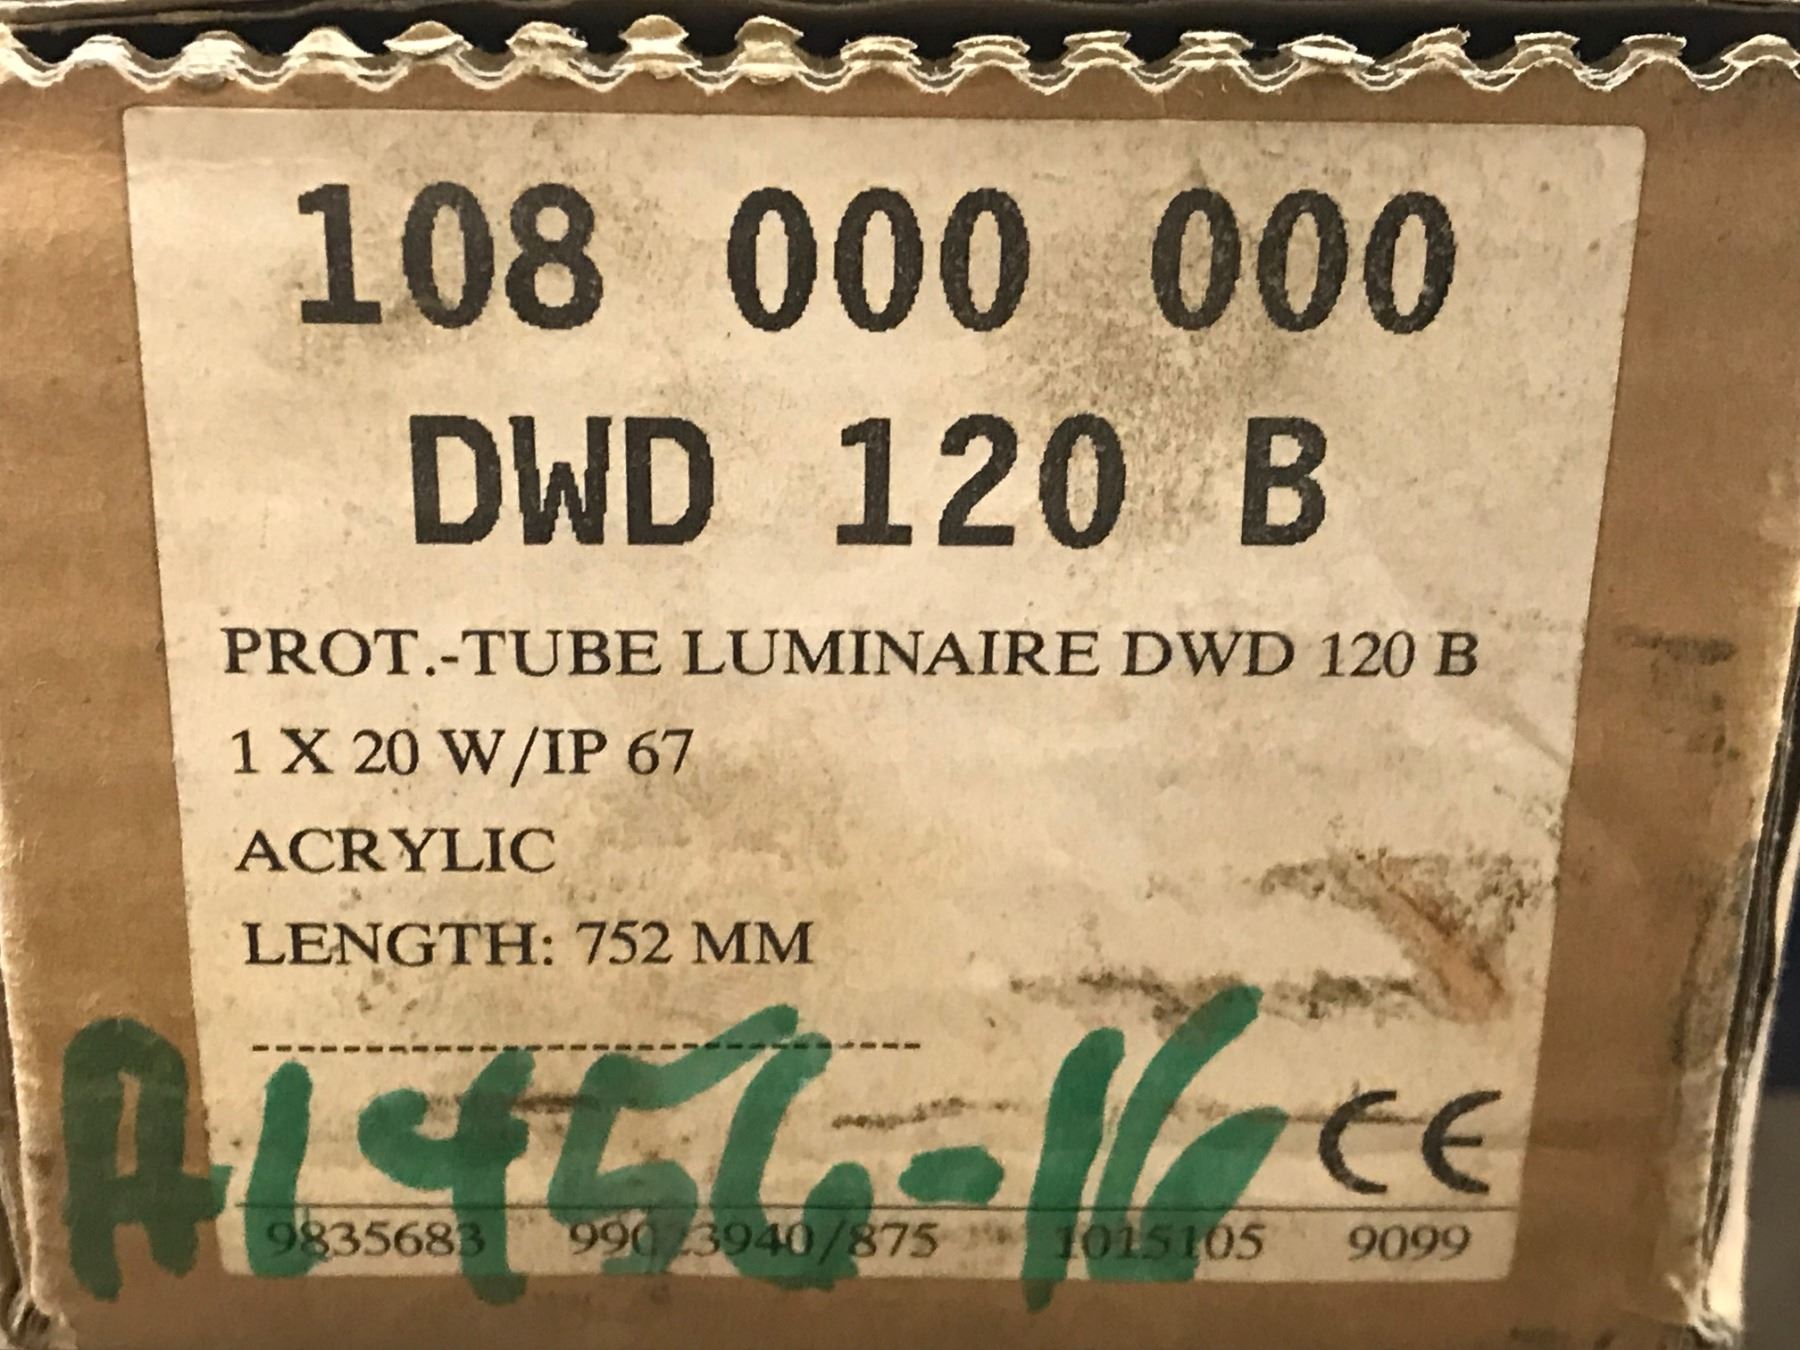 108 000 000
DWD 120 B
PROT.-TUBE LUMINAIRE DWD 120 B
1 X 20 W/IP 67
ACRYLIC
LENGTH: 752 MM
--------------------------------------------
A1456-16
CE
9835683 1015105 9099